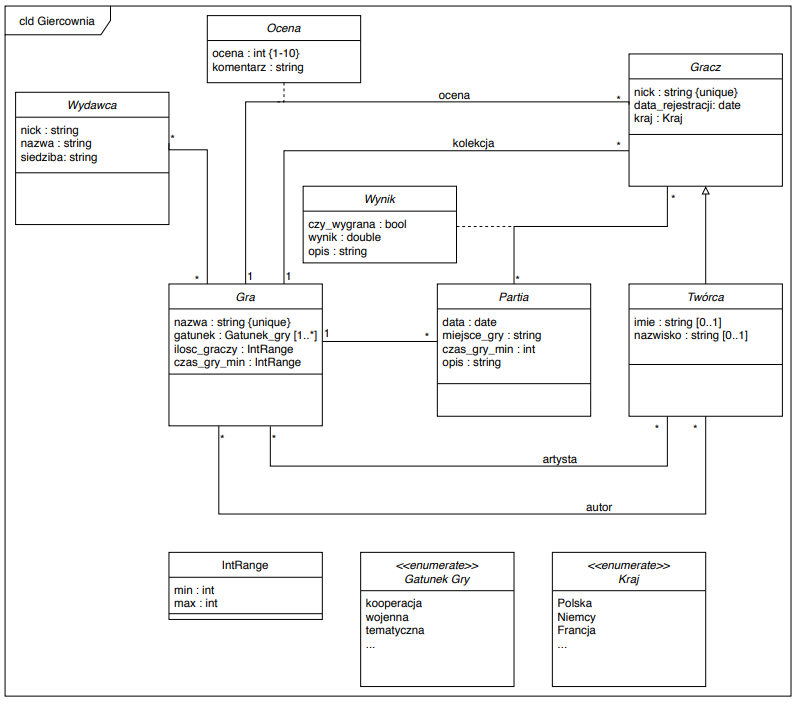 cld Giercownia
Ocena
ocena : int {1-10}
komentarz : string
Gracz
nick : string {unique}
data_rejestracji: date
kraj : Kraj
Wydawca
nick : string
nazwa : string
siedziba: string
ocena
*
*
kolekcja
*
Wynik
czy_wygrana : bool
wynik : double
opis : string
*
*
1
1
*
Gra
nazwa : string {unique}
gatunek : Gatunek_gry [1..*]
ilosc_graczy : IntRange
czas_gry_min : IntRange
1
*
Partia
data : date
miejsce_gry : string
czas_gry_min : int
opis : string
Twórca
imie : string [0..1]
nazwisko : string [0..1]
*
*
*
*
artysta
autor
IntRange
min : int
max : int
<<enumerate>>
Gatunek Gry
kooperacja
wojenna
tematyczna
...
<<enumerate>>
Kraj
Polska
Niemcy
Francja
...